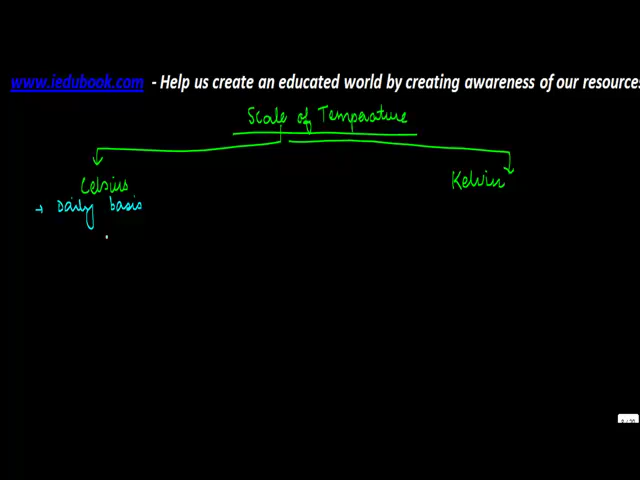 www.iedubook.com - Help us create an educated world by creating awareness of our resources
Scale of Temperature
Celsius Kelvin
→ Daily basis